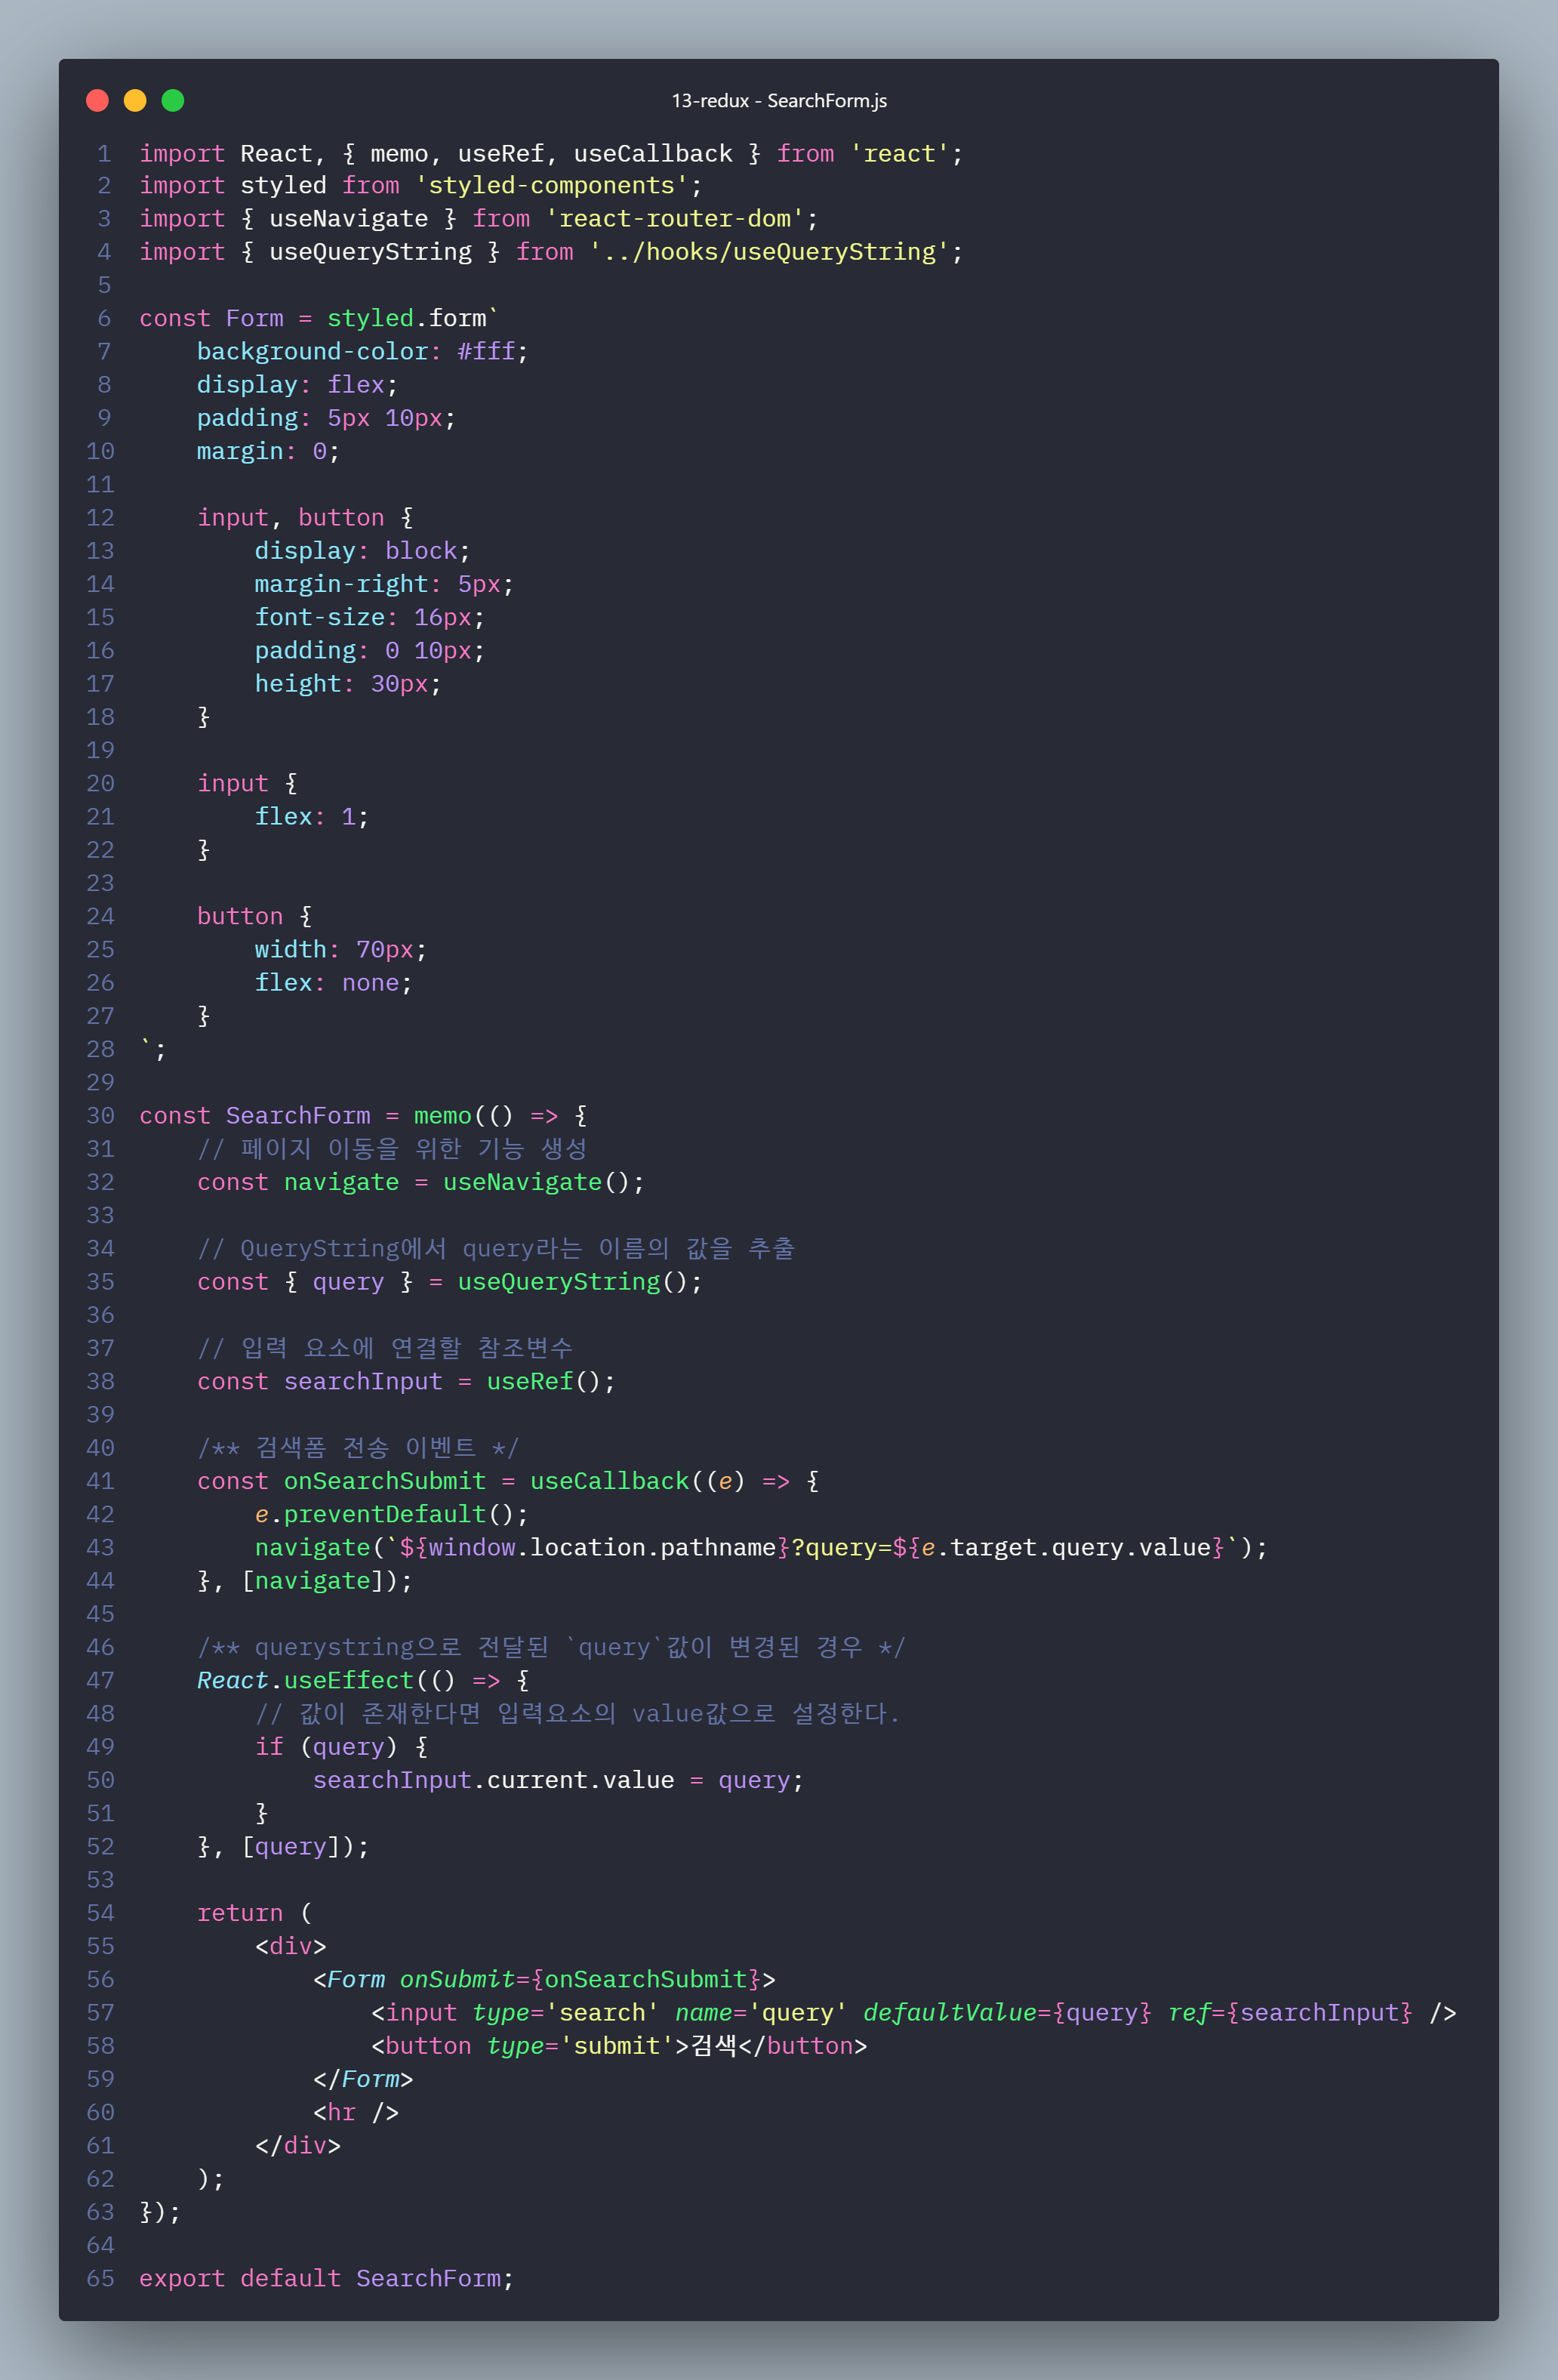 13-redux - SearchForm.js
1 import React, { memo, useRef, useCallback } from 'react';
2 import styled from 'styled-components';
3 import { useNavigate } from 'react-router-dom';
4 import { useQueryString } from '../hooks/useQueryString';
5
6 const Form = styled.form`
7     background-color: #fff;
8     display: flex;
9     padding: 5px 10px;
10     margin: 0;
11
12     input, button {
13         display: block;
14         margin-right: 5px;
15         font-size: 16px;
16         padding: 0 10px;
17         height: 30px;
18     }
19
20     input {
21         flex: 1;
22     }
23
24     button {
25         width: 70px;
26         flex: none;
27     }
28 `;
29
30 const SearchForm = memo(() => {
31     // 페이지 이동을 위한 기능 생성
32     const navigate = useNavigate();
33
34     // QueryString에서 query라는 이름의 값을 추출
35     const { query } = useQueryString();
36
37     // 입력 요소에 연결할 참조변수
38     const searchInput = useRef();
39
40     /** 검색폼 전송 이벤트 */
41     const onSearchSubmit = useCallback((e) => {
42         e.preventDefault();
43         navigate(`${window.location.pathname}?query=${e.target.query.value}`);
44     }, [navigate]);
45
46     /** querystring으로 전달된 `query`값이 변경된 경우 */
47     React.useEffect(() => {
48         // 값이 존재한다면 입력요소의 value값으로 설정한다.
49         if (query) {
50             searchInput.current.value = query;
51         }
52     }, [query]);
53
54     return (
55         <div>
56             <Form onSubmit={onSearchSubmit}>
57                 <input type='search' name='query' defaultValue={query} ref={searchInput} />
58                 <button type='submit'>검색</button>
59             </Form>
60             <hr />
61         </div>
62     );
63 });
64
65 export default SearchForm;